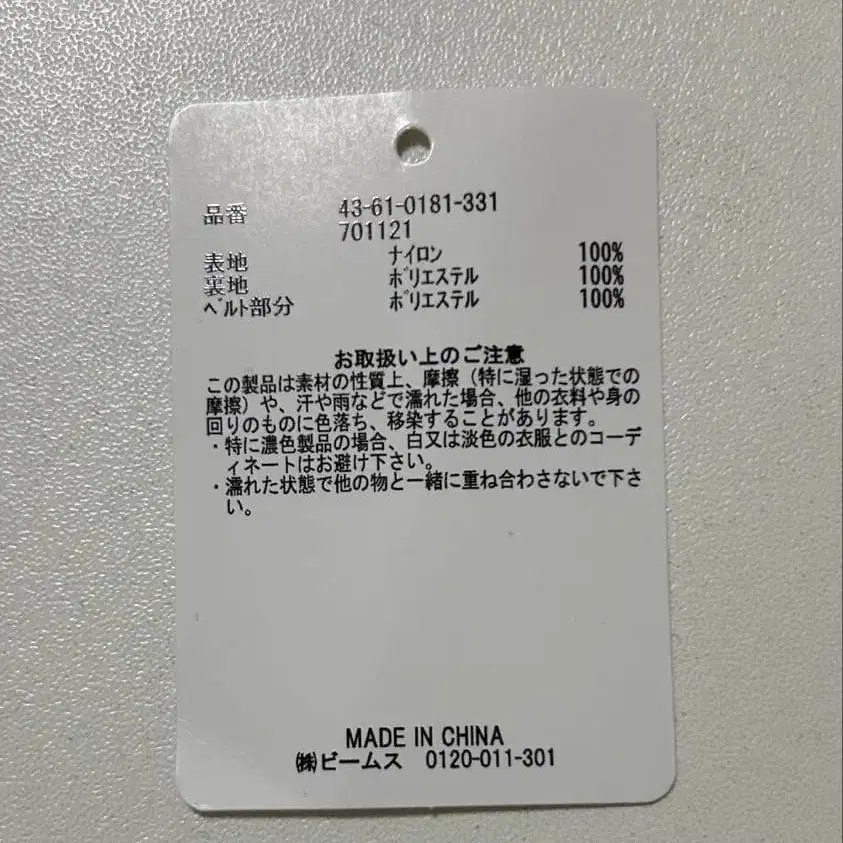 品番 43-61-0181-331
701121
表地 ナイロン 100%
裏地 ポリエステル 100%
ベルト部分 ポリエステル 100%
お取扱い上のご注意
この製品は素材の性質上、摩擦（特に湿った状態での
摩擦）や、汗や雨などで濡れた場合、他の衣料や身の
回りのものに色落ち、移染することがあります。
・特に濃色製品の場合、白又は淡色の衣服とのコーデ
ィネートはお避け下さい。
・濡れた状態で他の物と一緒に重ね合わさないで下さ
い。
MADE IN CHINA
㈱ビームス 0120-011-301